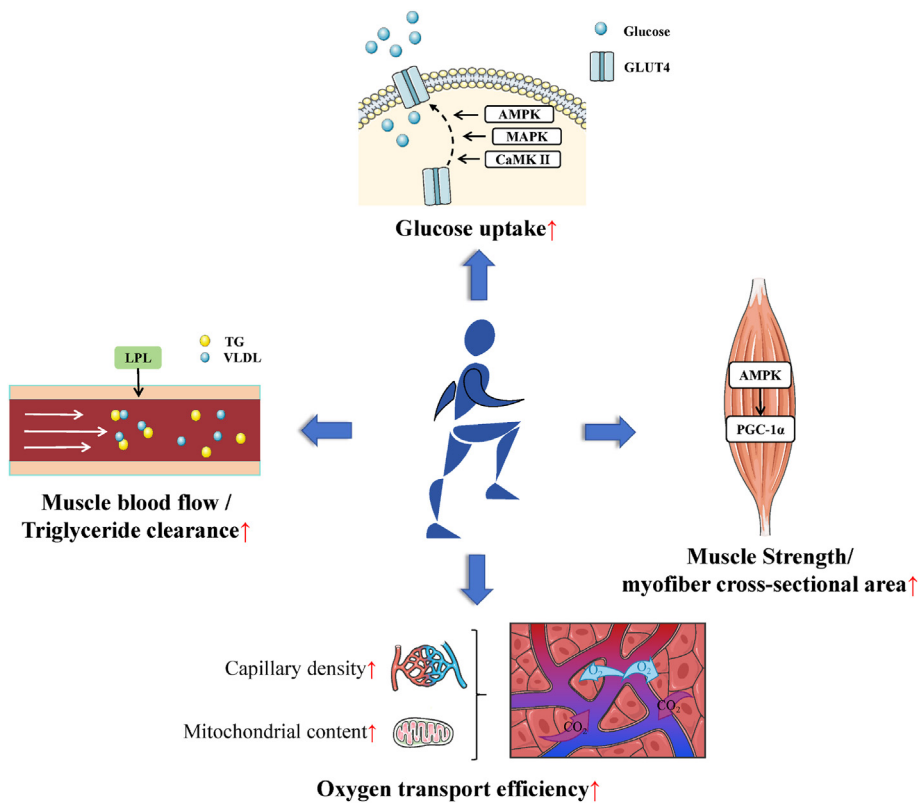 Glucose
GLUT4
AMPK
MAPK
CaMK II
Glucose uptake↑
LPL
TG
VLDL
Muscle blood flow /
Triglyceride clearance↑
AMPK
PGC-1α
Muscle Strength/
myofiber cross-sectional area↑
Capillary density↑
Mitochondrial content↑
O₂
O₂
CO₂
CO₂
Oxygen transport efficiency↑